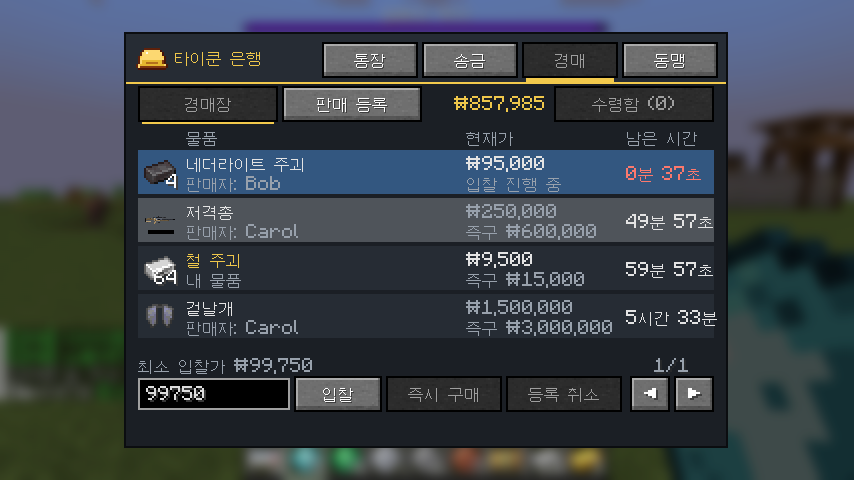 타이쿤 은행
통장
송금
경매
동맹
경매장
판매 등록
₩857,985
수령함 (0)
물품
현재가
남은 시간
4
네더라이트 주괴
판매자: Bob
₩95,000
입찰 진행 중
0분 37초
저격총
판매자: Carol
₩250,000
즉구 ₩600,000
49분 57초
64
철 주괴
내 물품
₩9,500
즉구 ₩15,000
59분 57초
겉날개
판매자: Carol
₩1,500,000
즉구 ₩3,000,000
5시간 33분
최소 입찰가 ₩99,750
1/1
99750
입찰
즉시 구매
등록 취소